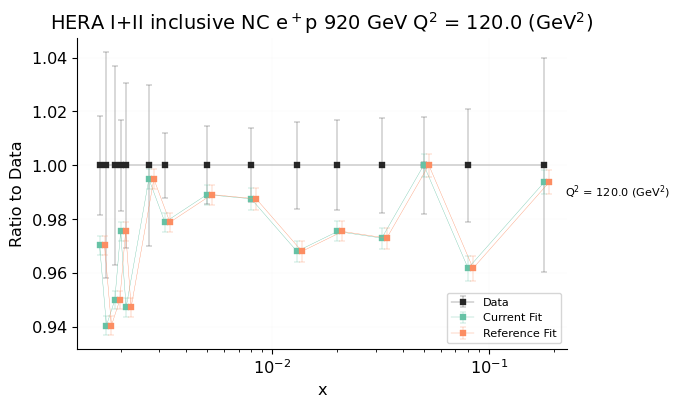 HERA I+II inclusive NC e⁺p 920 GeV Q² = 120.0 (GeV²)
1.04
1.02
1.00
0.98
0.96
0.94
Ratio to Data
Q² = 120.0 (GeV²)
Data
Current Fit
Reference Fit
10⁻²
10⁻¹
x